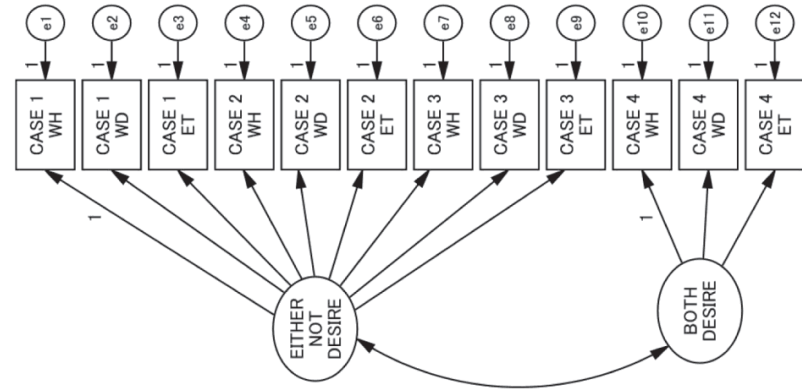 e1
e2
e3
e4
e5
e6
e7
e8
e9
e10
e11
e12
1
1
1
1
1
1
1
1
1
1
1
1
CASE 1
WH
CASE 1
WD
CASE 1
ET
CASE 2
WH
CASE 2
WD
CASE 2
ET
CASE 3
WH
CASE 3
WD
CASE 3
ET
CASE 4
WH
CASE 4
WD
CASE 4
ET
1
1
EITHER
NOT
DESIRE
BOTH
DESIRE